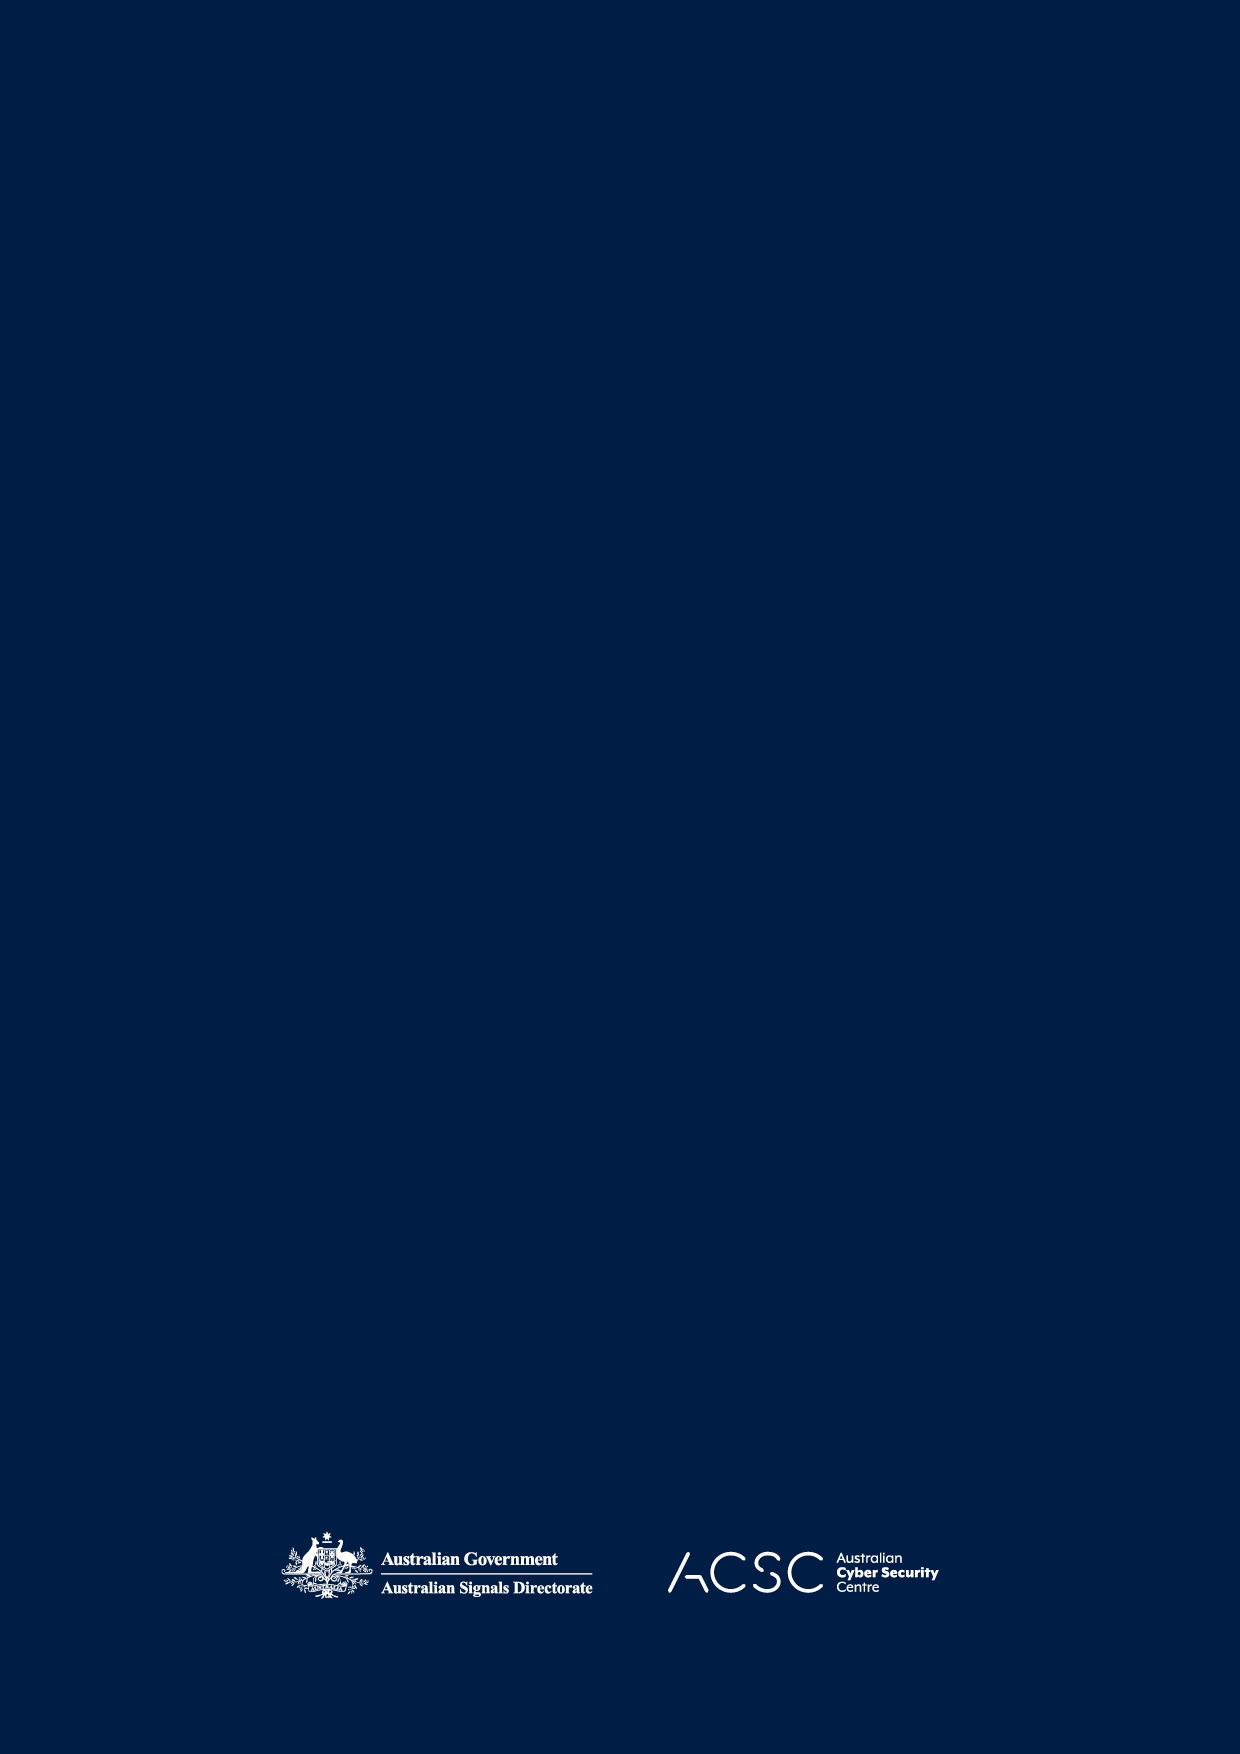 Australian Government
Australian Signals Directorate
ACSC
Australian
Cyber Security
Centre